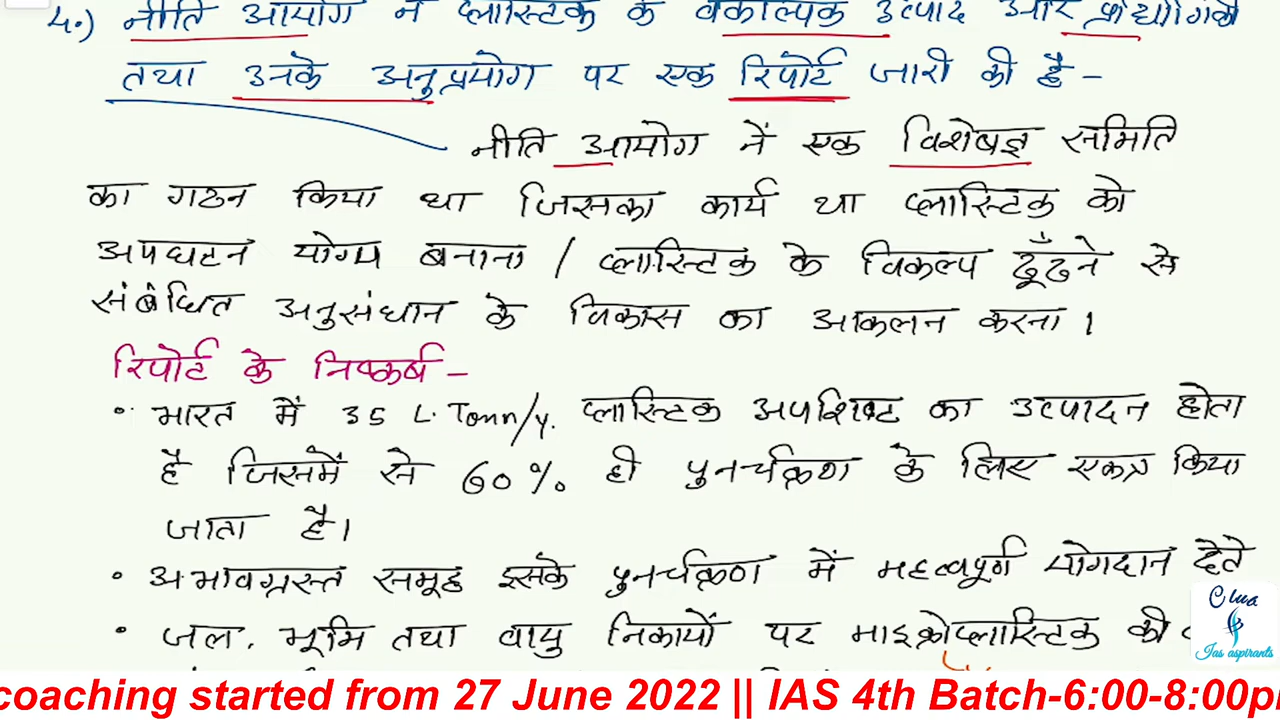 4.) नीति आयोग ने प्लास्टिक के वैकल्पिक उत्पाद और प्रौद्योगिकी
तथा उनके अनुप्रयोग पर एक रिपोर्ट जारी की है -
नीति आयोग नें एक विशेषज्ञ समिति
का गठन किया था जिसका कार्य था प्लास्टिक को
अपघटन योग्य बनाना / प्लास्टिक के विकल्प ढूँढने से
संबंधित अनुसंधान के विकास का आकलन करना।
रिपोर्ट के निष्कर्ष -
• भारत में 35 L. Tonn/y. प्लास्टिक अपशिष्ट का उत्पादन होता
है जिसमें से 60% ही पुनर्चक्रण के लिए एकत्र किया
जाता है।
• अभावग्रस्त समूह इसके पुनर्चक्रण में महत्वपूर्ण योगदान देते
• जल, भूमि तथा वायु निकायों पर माइक्रोप्लास्टिक की
Clue
Ias aspirants
coaching started from 27 June 2022 || IAS 4th Batch-6:00-8:00p